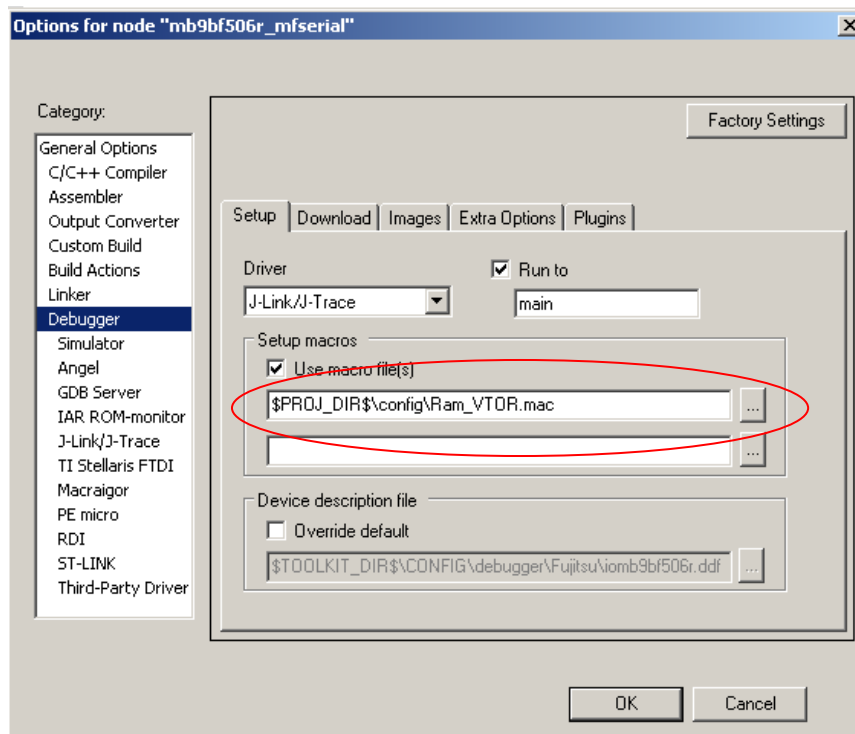 Options for node "mb9bf506r_mfserial"
Category:
Factory Settings
General Options
C/C++ Compiler
Assembler
Output Converter
Custom Build
Build Actions
Linker
Debugger
Simulator
Angel
GDB Server
IAR ROM-monitor
J-Link/J-Trace
TI Stellaris FTDI
Macraigor
PE micro
RDI
ST-LINK
Third-Party Driver
Setup Download Images Extra Options Plugins
Driver
Run to
J-Link/J-Trace
main
Setup macros
Use macro file(s)
$PROJ_DIR$\config\Ram_VTOR.mac
...
...
Device description file
Override default
$TOOLKIT_DIR$\CONFIG\debugger\Fujitsu\iomb9bf506r.ddf
...
OK Cancel